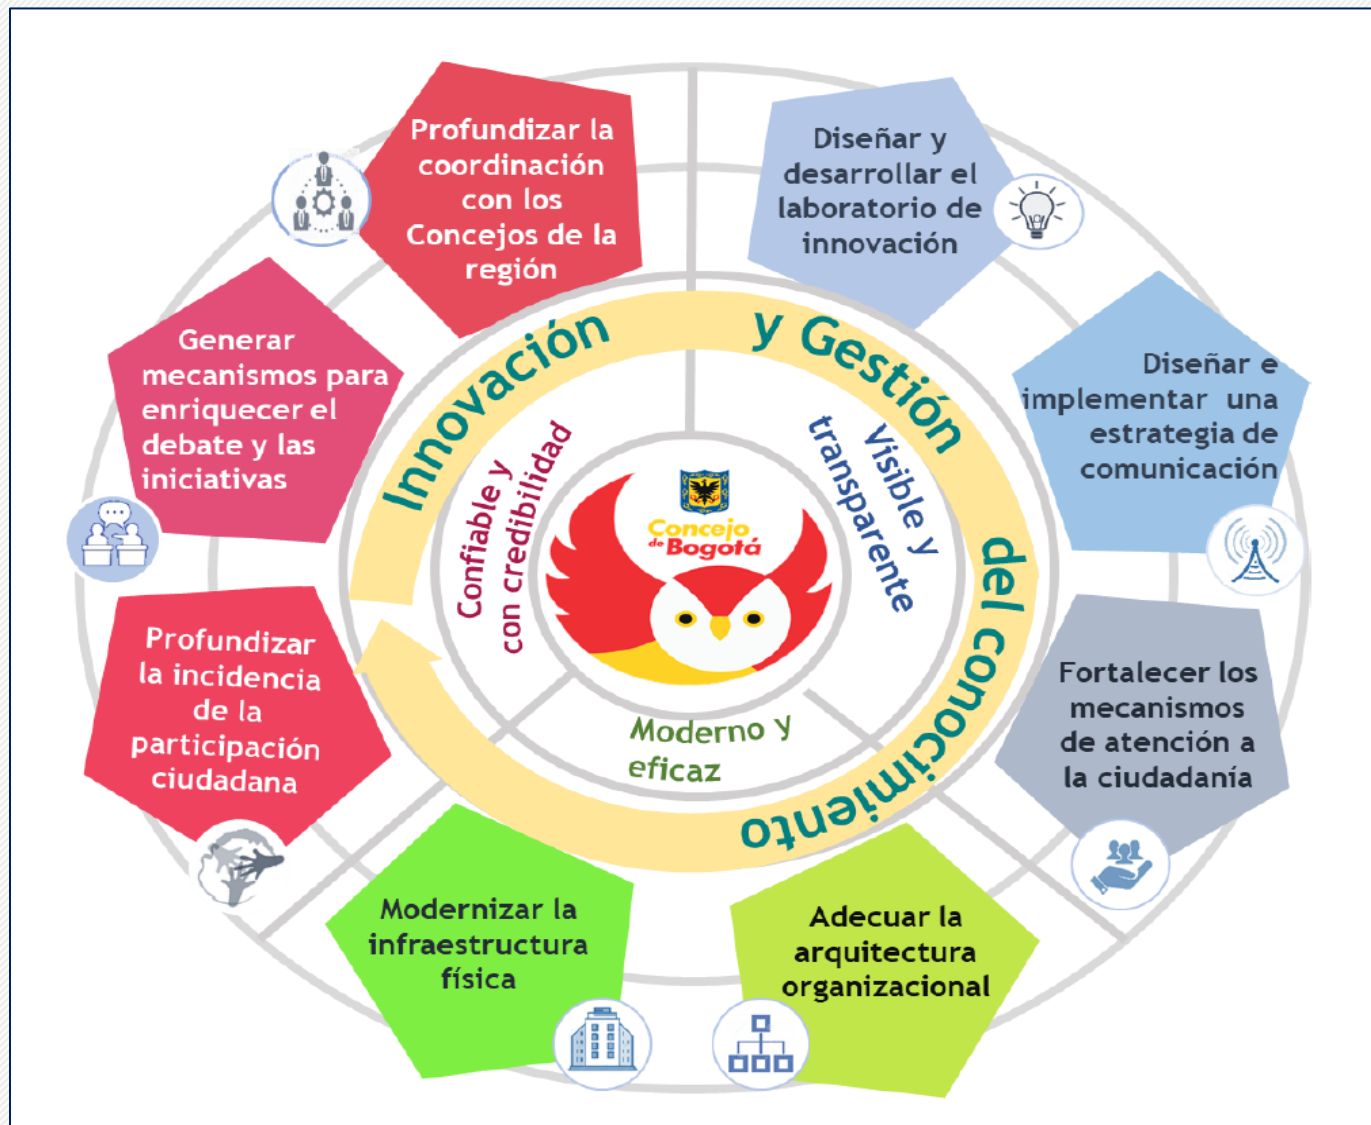 Profundizar la
coordinación
con los
Concejos de la
región
Diseñar y
desarrollar el
laboratorio de
innovación
Generar
mecanismos para
enriquecer el
debate y las
iniciativas
Diseñar e
implementar una
estrategia de
comunicación
Innovación y Gestión del conocimiento
Confiable y
con credibilidad
Visible y
transparente
Concejo
de Bogotá
Moderno y
eficaz
Profundizar
la incidencia
de la
participación
ciudadana
Fortalecer los
mecanismos
de atención a
la ciudadanía
Modernizar la
infraestructura
física
Adecuar la
arquitectura
organizacional